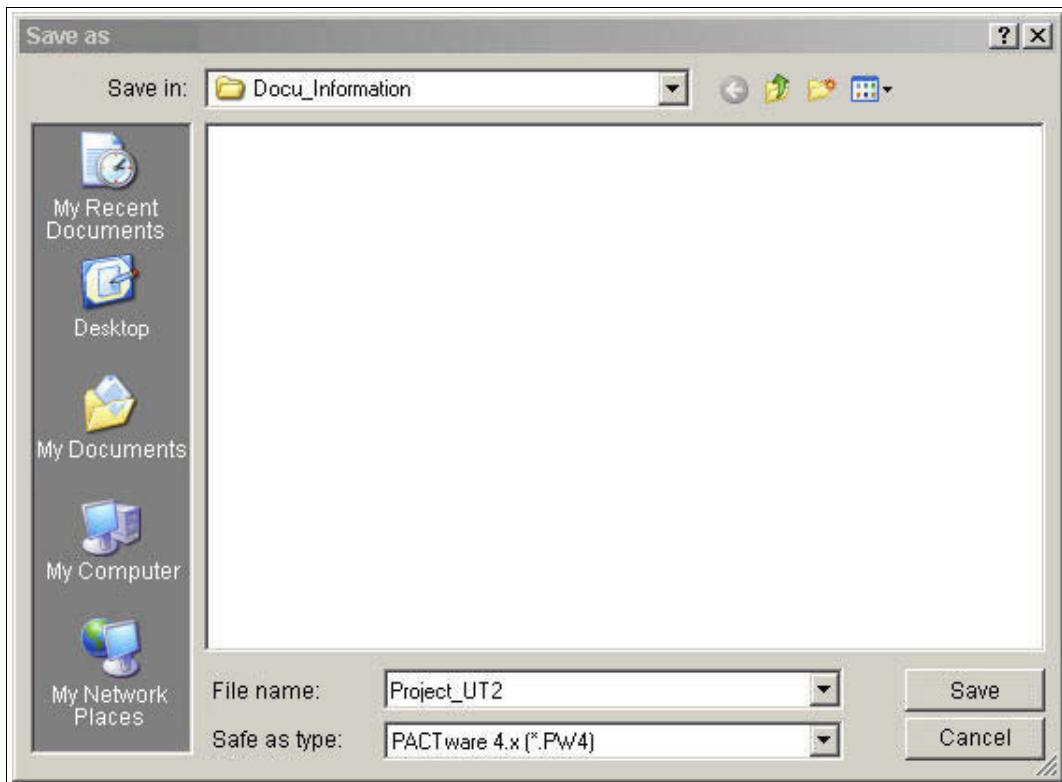 Save as
Save in:
Docu_Information
My Recent
Documents
Desktop
My Documents
My Computer
My Network
Places
File name:
Project_UT2
Save
Safe as type:
PACTware 4.x (*.PW4)
Cancel